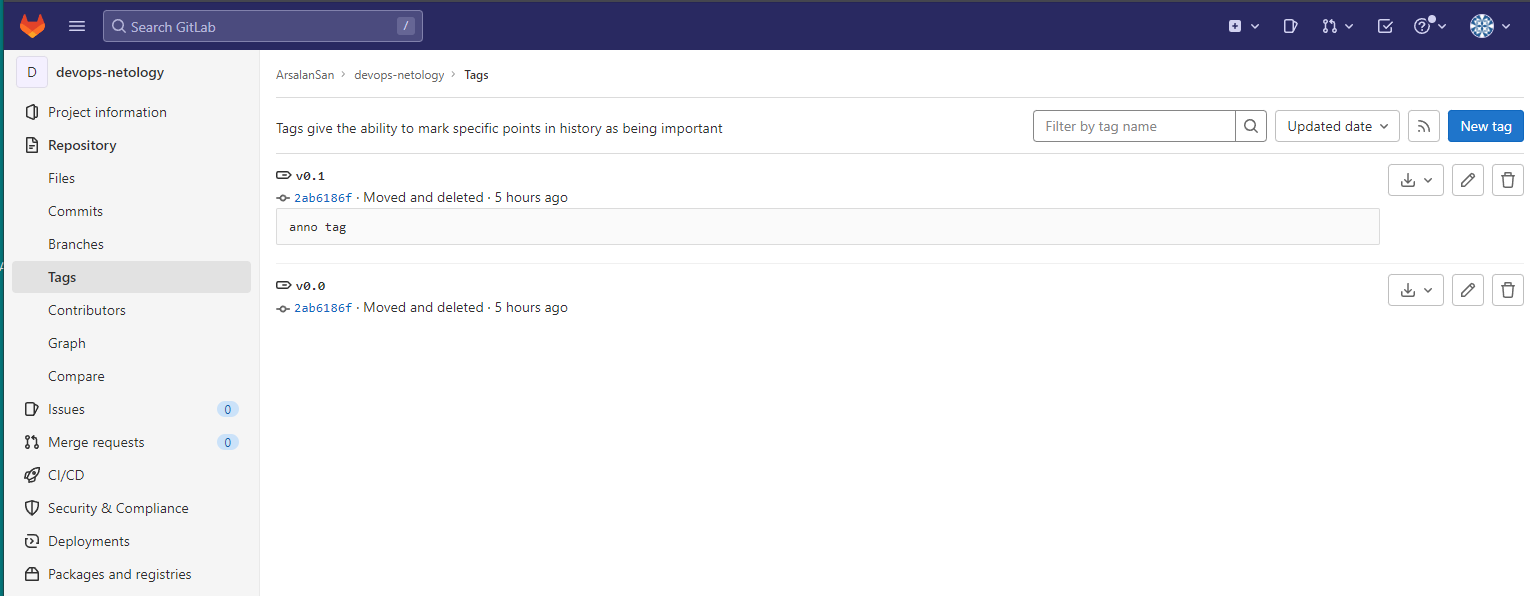 Search GitLab /
D devops-netology
Project information
Repository
Files
Commits
Branches
Tags
Contributors
Graph
Compare
Issues 0
Merge requests 0
CI/CD
Security & Compliance
Deployments
Packages and registries
ArsalanSan › devops-netology › Tags
Tags give the ability to mark specific points in history as being important
Filter by tag name
Updated date
New tag
v0.1
2ab6186f · Moved and deleted · 5 hours ago
anno tag
v0.0
2ab6186f · Moved and deleted · 5 hours ago